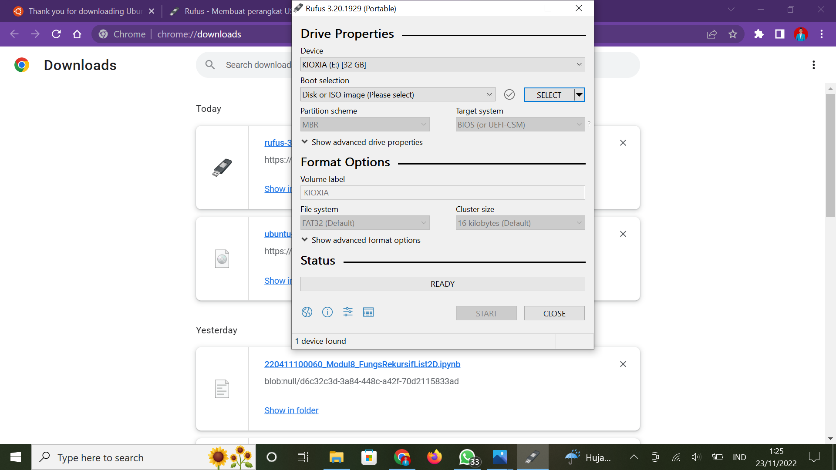 Thank you for downloading Ubu
Rufus - Membuat perangkat US
Chrome
chrome://downloads
Downloads
Search download
Today
rufus-3
https://
Show in
ubuntu
https://
Show in
Yesterday
220411100060_Modul8_FungsRekursifList2D.ipynb
blob:null/d6c32c3d-3a84-448c-a42f-70d2115833ad
Show in folder
Rufus 3.20.1929 (Portable)
Drive Properties
Device
KIOXIA (E:) [32 GB]
Boot selection
Disk or ISO image (Please select)
SELECT
Partition scheme
Target system
MBR
BIOS (or UEFI-CSM)
?
Show advanced drive properties
Format Options
Volume label
KIOXIA
File system
Cluster size
FAT32 (Default)
16 kilobytes (Default)
Show advanced format options
Status
READY
START
CLOSE
1 device found
Type here to search
33
Huja...
IND
1:25
23/11/2022